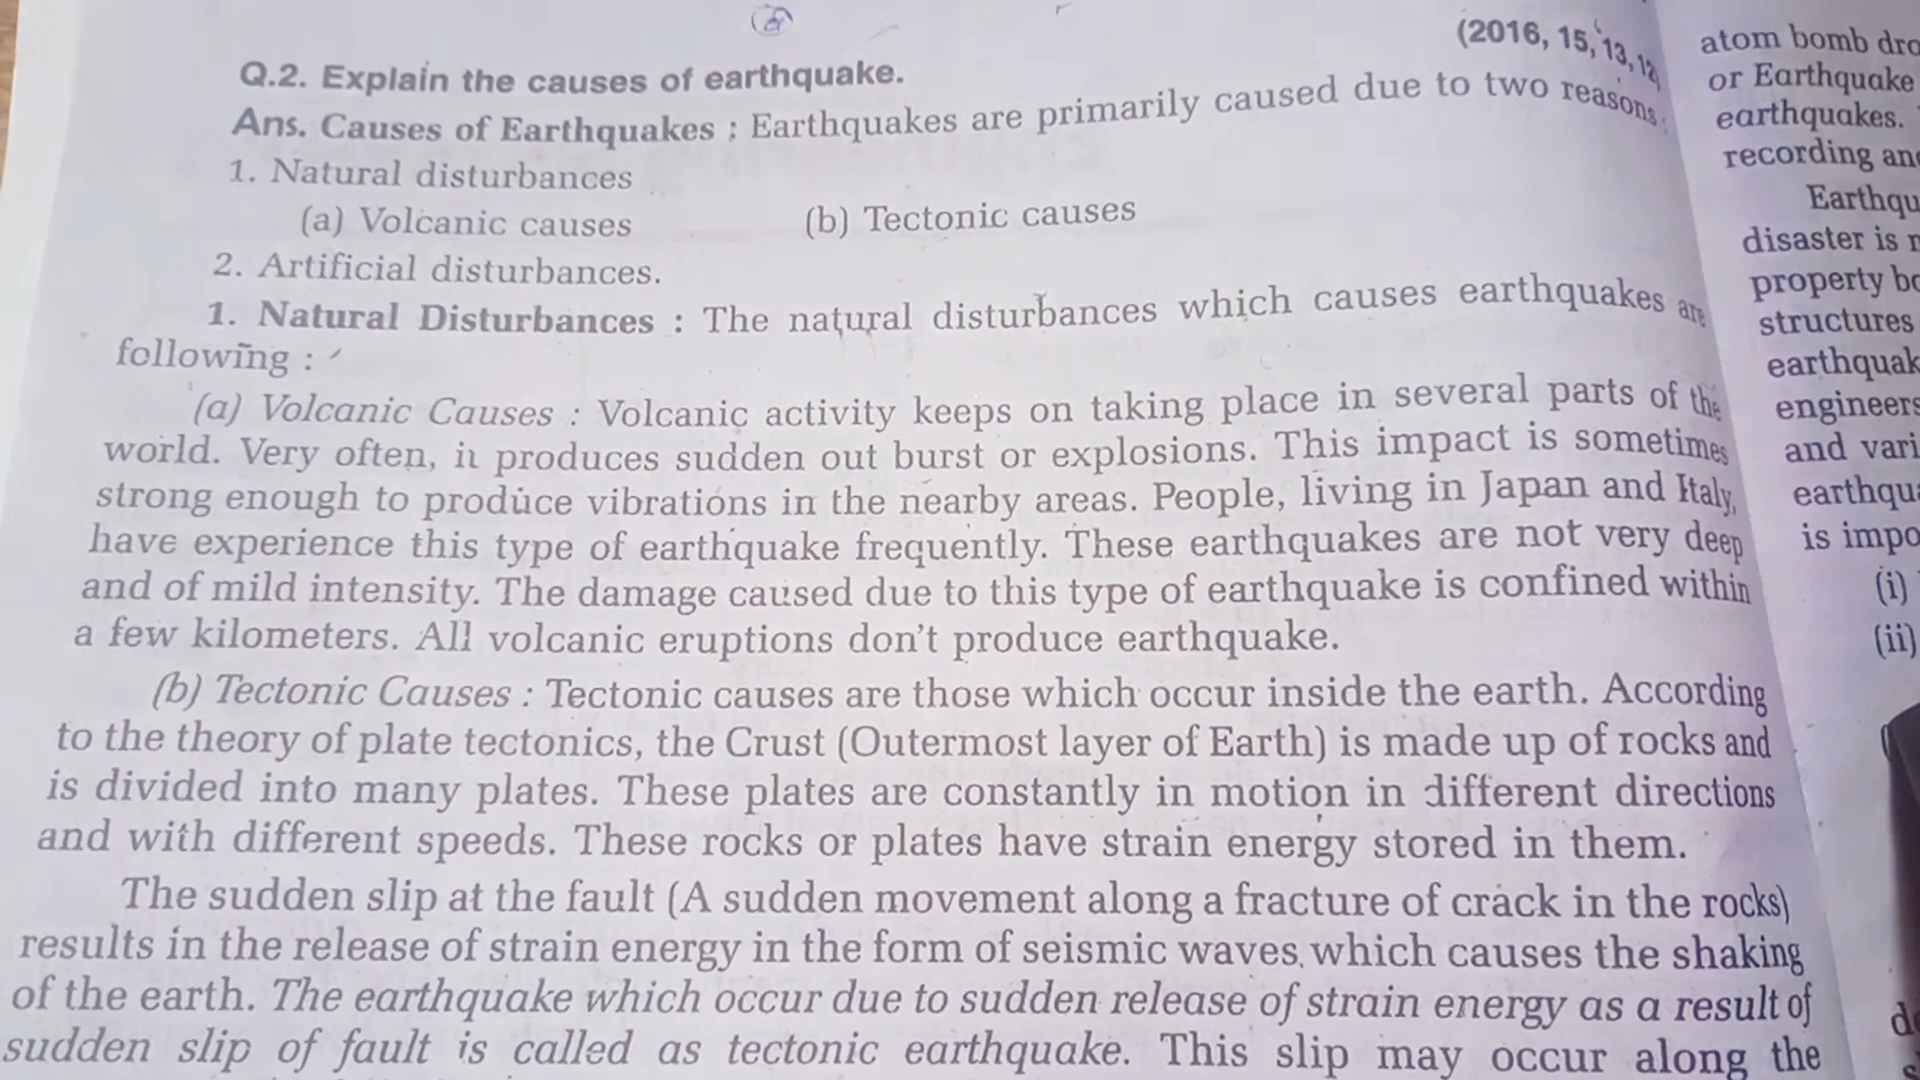 (2016, 15, 13, 12)
Q.2. Explain the causes of earthquake.
Ans. Causes of Earthquakes : Earthquakes are primarily caused due to two reasons :
1. Natural disturbances
(a) Volcanic causes (b) Tectonic causes
2. Artificial disturbances.
1. Natural Disturbances : The natural disturbances which causes earthquakes are
following :
(a) Volcanic Causes : Volcanic activity keeps on taking place in several parts of the
world. Very often, it produces sudden out burst or explosions. This impact is sometimes
strong enough to produce vibrations in the nearby areas. People, living in Japan and Italy,
have experience this type of earthquake frequently. These earthquakes are not very deep
and of mild intensity. The damage caused due to this type of earthquake is confined within
a few kilometers. All volcanic eruptions don't produce earthquake.
(b) Tectonic Causes : Tectonic causes are those which occur inside the earth. According
to the theory of plate tectonics, the Crust (Outermost layer of Earth) is made up of rocks and
is divided into many plates. These plates are constantly in motion in different directions
and with different speeds. These rocks or plates have strain energy stored in them.
The sudden slip at the fault (A sudden movement along a fracture of crack in the rocks)
results in the release of strain energy in the form of seismic waves which causes the shaking
of the earth. The earthquake which occur due to sudden release of strain energy as a result of
sudden slip of fault is called as tectonic earthquake. This slip may occur along the
atom bomb
or Earthquake
earthquakes.
recording
disaster is
property
structures
engineers
and
is
(i)
(ii)